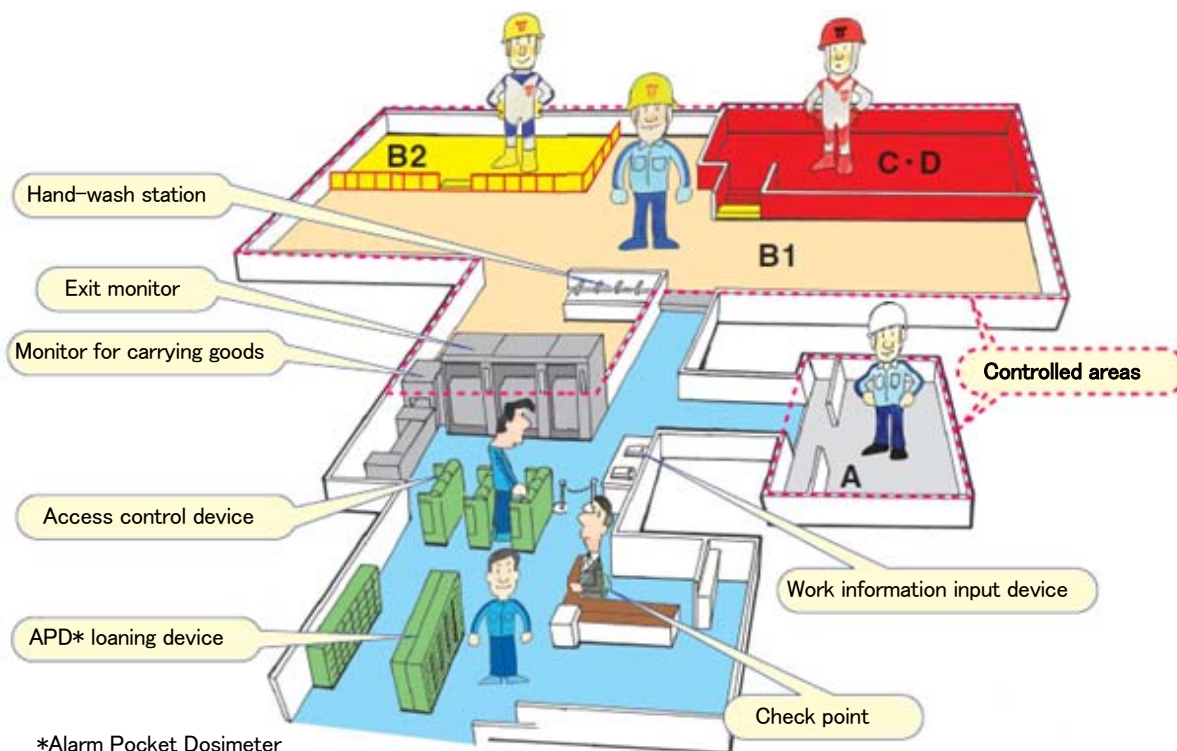 B2
C・D
Hand-wash station
B1
Exit monitor
Monitor for carrying goods
Controlled areas
A
Access control device
Work information input device
APD* loaning device
Check point
*Alarm Pocket Dosimeter